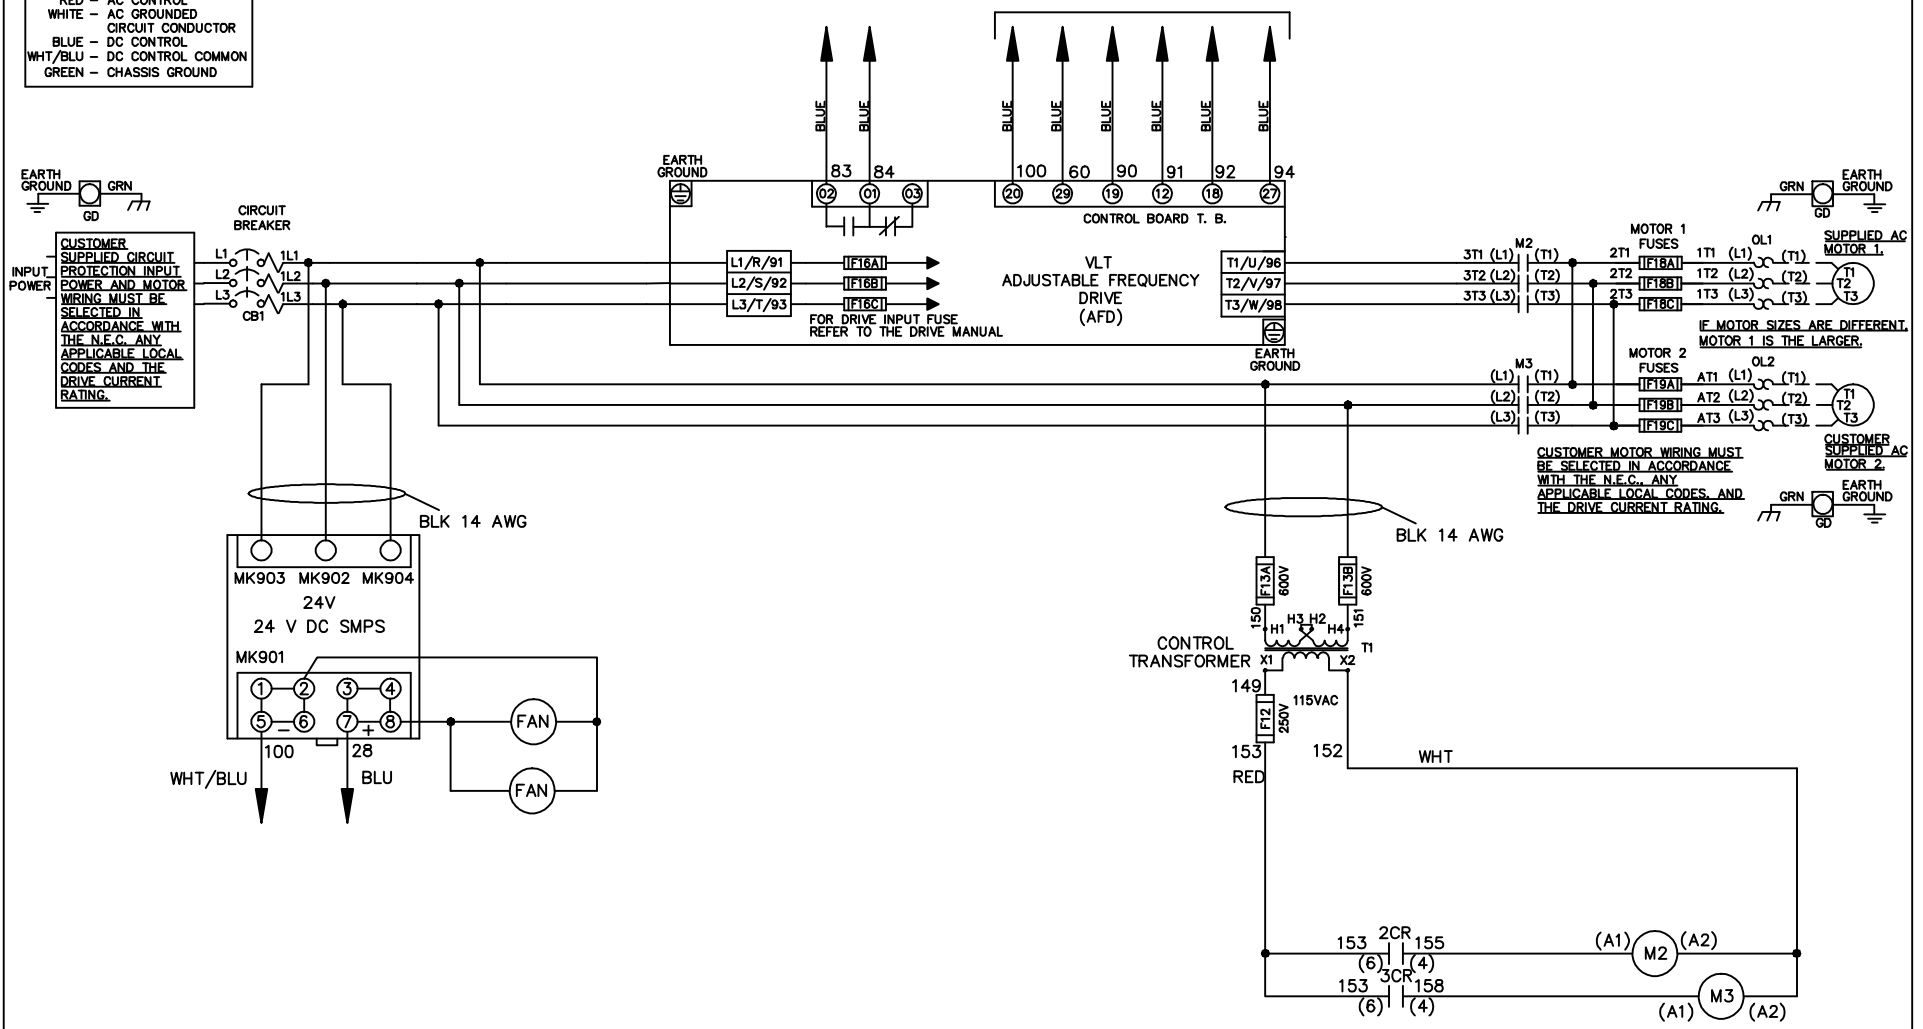 RED - AC CONTROL
WHITE - AC GROUNDED
CIRCUIT CONDUCTOR
BLUE - DC CONTROL
WHT/BLU - DC CONTROL COMMON
GREEN - CHASSIS GROUND
BLUE
BLUE
BLUE
BLUE
BLUE
BLUE
BLUE
BLUE
EARTH
GROUND
GRN
GD
CIRCUIT
BREAKER
INPUT
POWER
CUSTOMER
SUPPLIED CIRCUIT
PROTECTION INPUT
POWER AND MOTOR
WIRING MUST BE
SELECTED IN
ACCORDANCE WITH
THE N.E.C. ANY
APPLICABLE LOCAL
CODES AND THE
DRIVE CURRENT
RATING.
L1 1L1
L2 1L2
L3 1L3
CB1
EARTH
GROUND
83 84
02 01 03
100 60 90 91 92 94
20 29 19 12 18 27
CONTROL BOARD T. B.
L1/R/91 F16A
L2/S/92 F16B
L3/T/93 F16C
FOR DRIVE INPUT FUSE
REFER TO THE DRIVE MANUAL
VLT
ADJUSTABLE FREQUENCY
DRIVE
(AFD)
T1/U/96
T2/V/97
T3/W/98
EARTH
GROUND
EARTH
GROUND
GRN
GD
MOTOR 1
FUSES
M2
OL1
3T1 (L1) (T1) 2T1 F18A 1T1 (L1) (T1)
3T2 (L2) (T2) 2T2 F18B 1T2 (L2) (T2)
3T3 (L3) (T3) 2T3 F18C 1T3 (L3) (T3)
SUPPLIED AC
MOTOR 1.
T1
T2
T3
IF MOTOR SIZES ARE DIFFERENT,
MOTOR 1 IS THE LARGER.
MOTOR 2
FUSES
M3
OL2
(L1) (T1) F19A AT1 (L1) (T1)
(L2) (T2) F19B AT2 (L2) (T2)
(L3) (T3) F19C AT3 (L3) (T3)
T1
T2
T3
CUSTOMER
SUPPLIED AC
MOTOR 2.
CUSTOMER MOTOR WIRING MUST
BE SELECTED IN ACCORDANCE
WITH THE N.E.C., ANY
APPLICABLE LOCAL CODES, AND
THE DRIVE CURRENT RATING.
EARTH
GROUND
GRN
GD
BLK 14 AWG
MK903 MK902 MK904
24V
24 V DC SMPS
MK901
1 2 3 4
5 - 6 7 + 8
100 28
WHT/BLU BLU
FAN
FAN
BLK 14 AWG
F13A
600V
F13B
600V
150
151
H1 H3 H2 H4
T1
CONTROL
TRANSFORMER
X1 X2
149
115VAC
F12
250V
153 152
RED
WHT
2CR
153 155
(6) (4)
(A1) M2 (A2)
3CR
153 158
(6) (4)
(A1) M3 (A2)